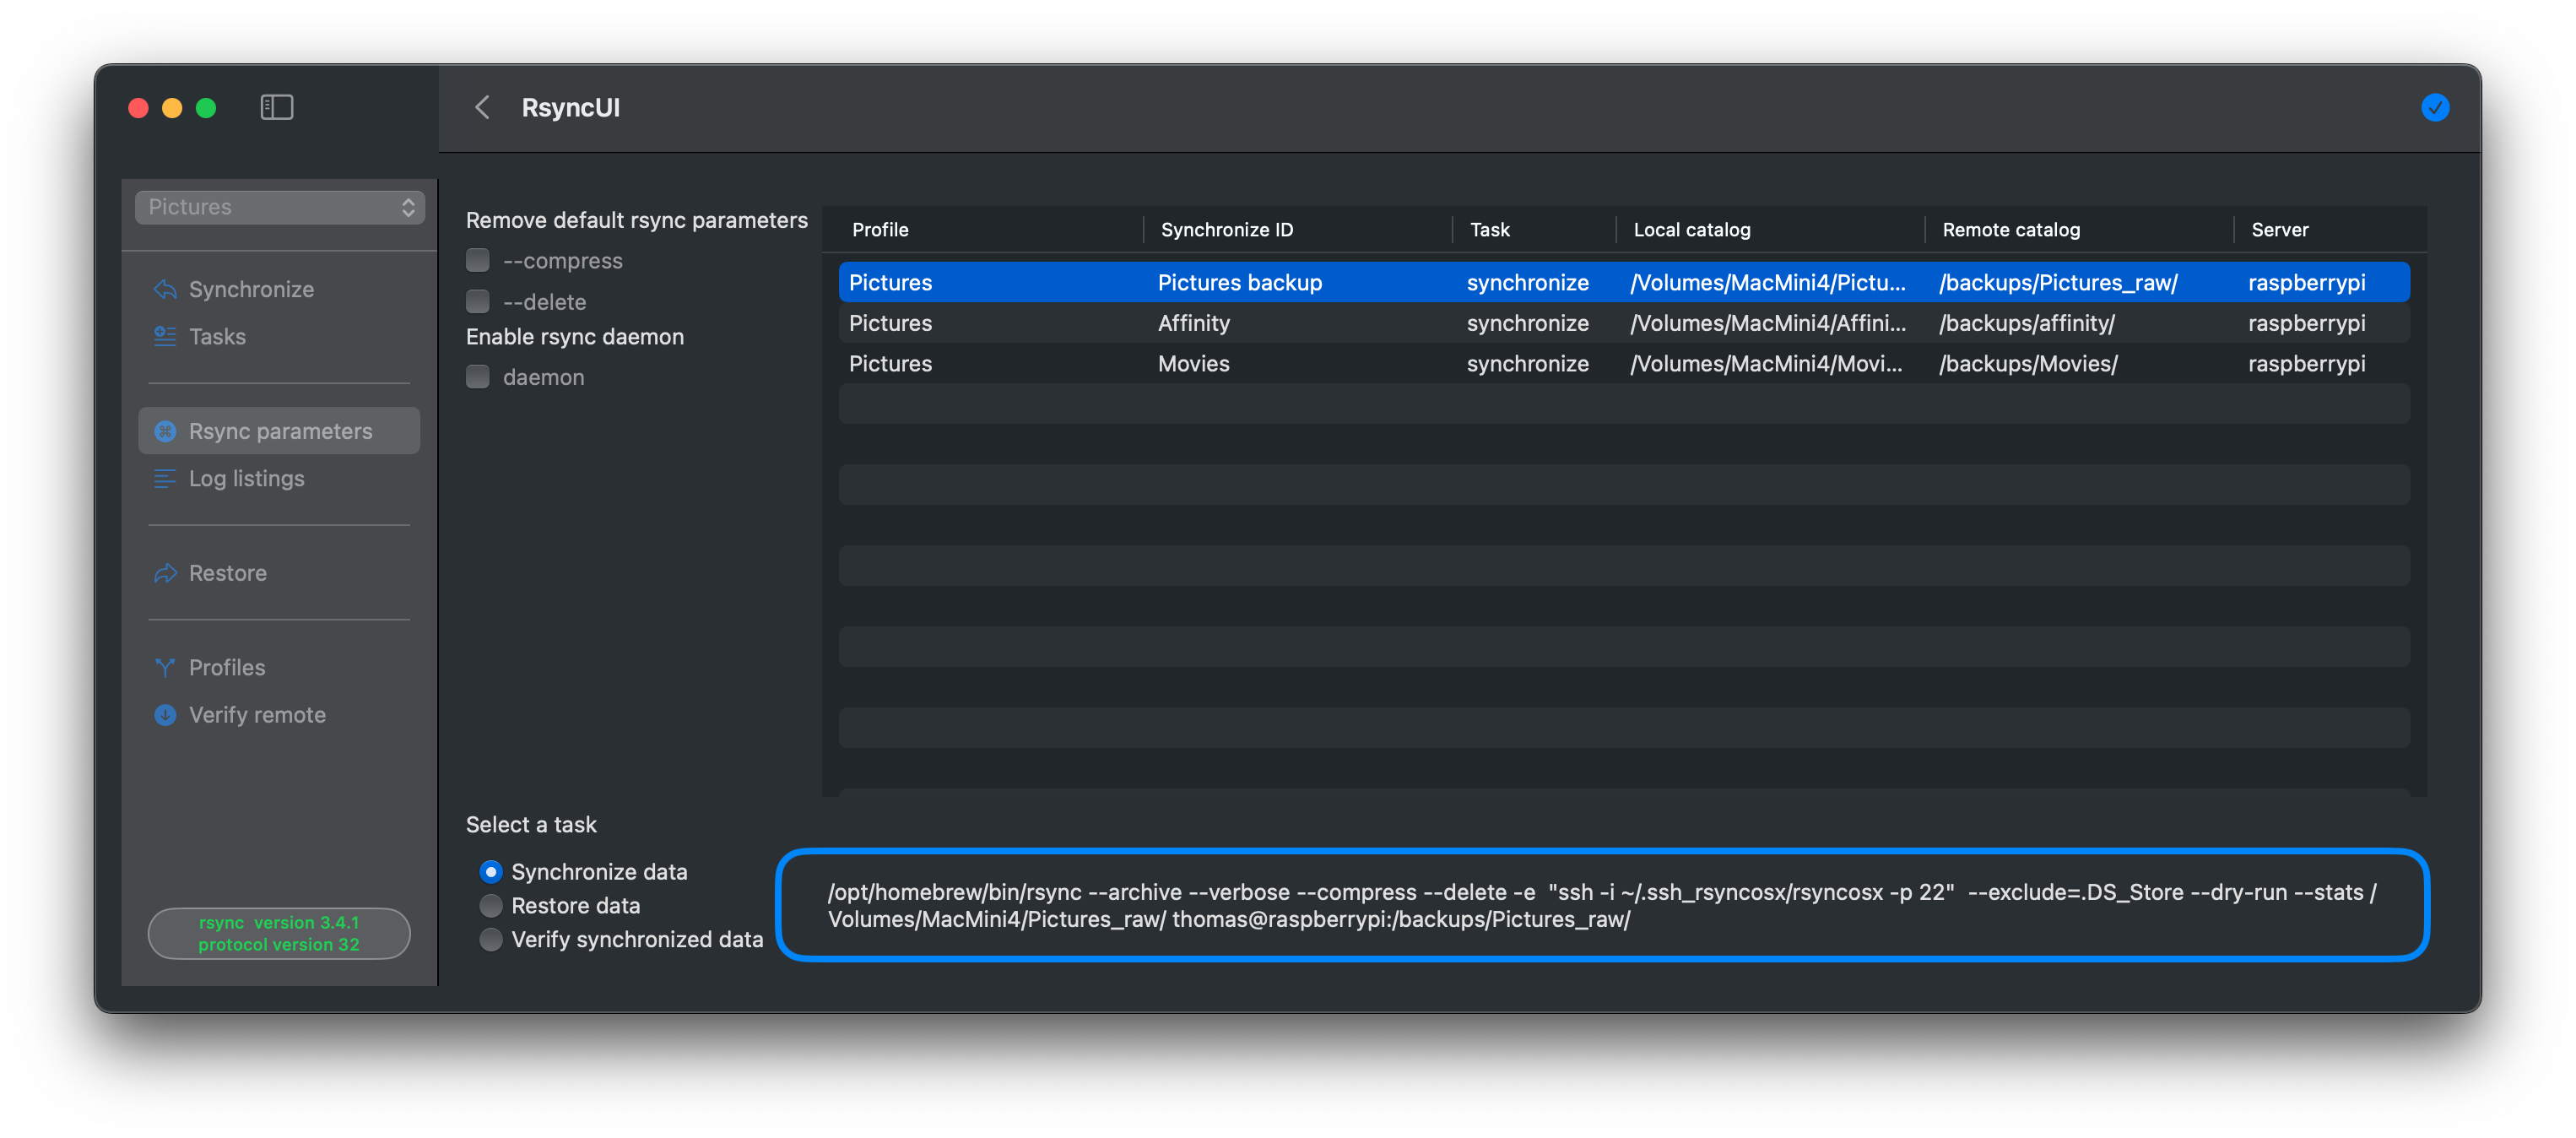 RsyncUI
Pictures
Synchronize
Tasks
Rsync parameters
Log listings
Restore
Profiles
Verify remote
rsync  version 3.4.1
protocol version 32
Remove default rsync parameters
--compress
--delete
Enable rsync daemon
daemon
Profile Synchronize ID Task Local catalog Remote catalog Server
Pictures Pictures backup synchronize /Volumes/MacMini4/Pictu... /backups/Pictures_raw/ raspberrypi
Pictures Affinity synchronize /Volumes/MacMini4/Affini... /backups/affinity/ raspberrypi
Pictures Movies synchronize /Volumes/MacMini4/Movi... /backups/Movies/ raspberrypi
Select a task
Synchronize data
Restore data
Verify synchronized data
/opt/homebrew/bin/rsync --archive --verbose --compress --delete -e  "ssh -i ~/.ssh_rsyncosx/rsyncosx -p 22"  --exclude=.DS_Store --dry-run --stats /
Volumes/MacMini4/Pictures_raw/ thomas@raspberrypi:/backups/Pictures_raw/